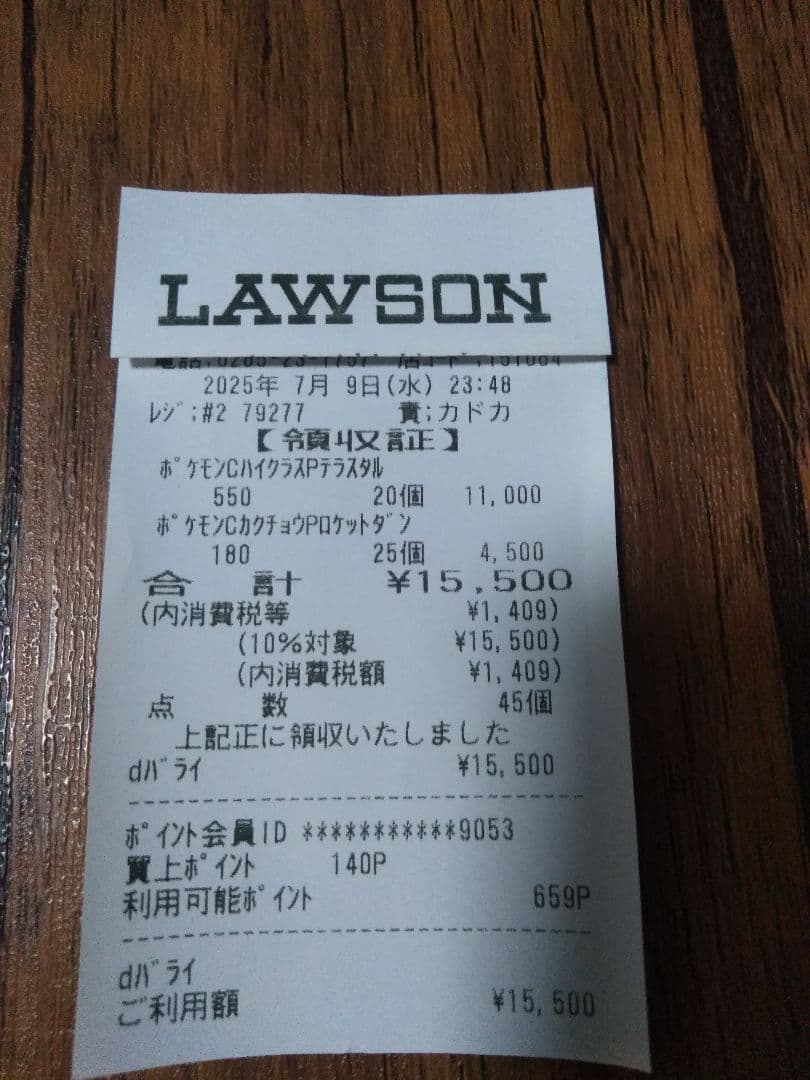 LAWSON
2025年 7月 9日(水) 23:48
ﾚｼﾞ;#2 79277 責;カドカ
【領収証】
ﾎﾟｹﾓﾝCﾊｲｸﾗｽPﾃﾗｽﾀﾙ
550 20個 11,000
ﾎﾟｹﾓﾝCｶｸﾁｮｳPﾛｹｯﾄﾀﾞﾝ
180 25個 4,500
合 計 ¥15,500
(内消費税等 ¥1,409)
(10%対象 ¥15,500)
(内消費税額 ¥1,409)
点 数 45個
上記正に領収いたしました
dﾊﾞﾗｲ ¥15,500
ﾎﾟｲﾝﾄ会員ID ***********9053
買上ﾎﾟｲﾝﾄ 140P
利用可能ﾎﾟｲﾝﾄ 659P
dﾊﾞﾗｲ
ご利用額 ¥15,500